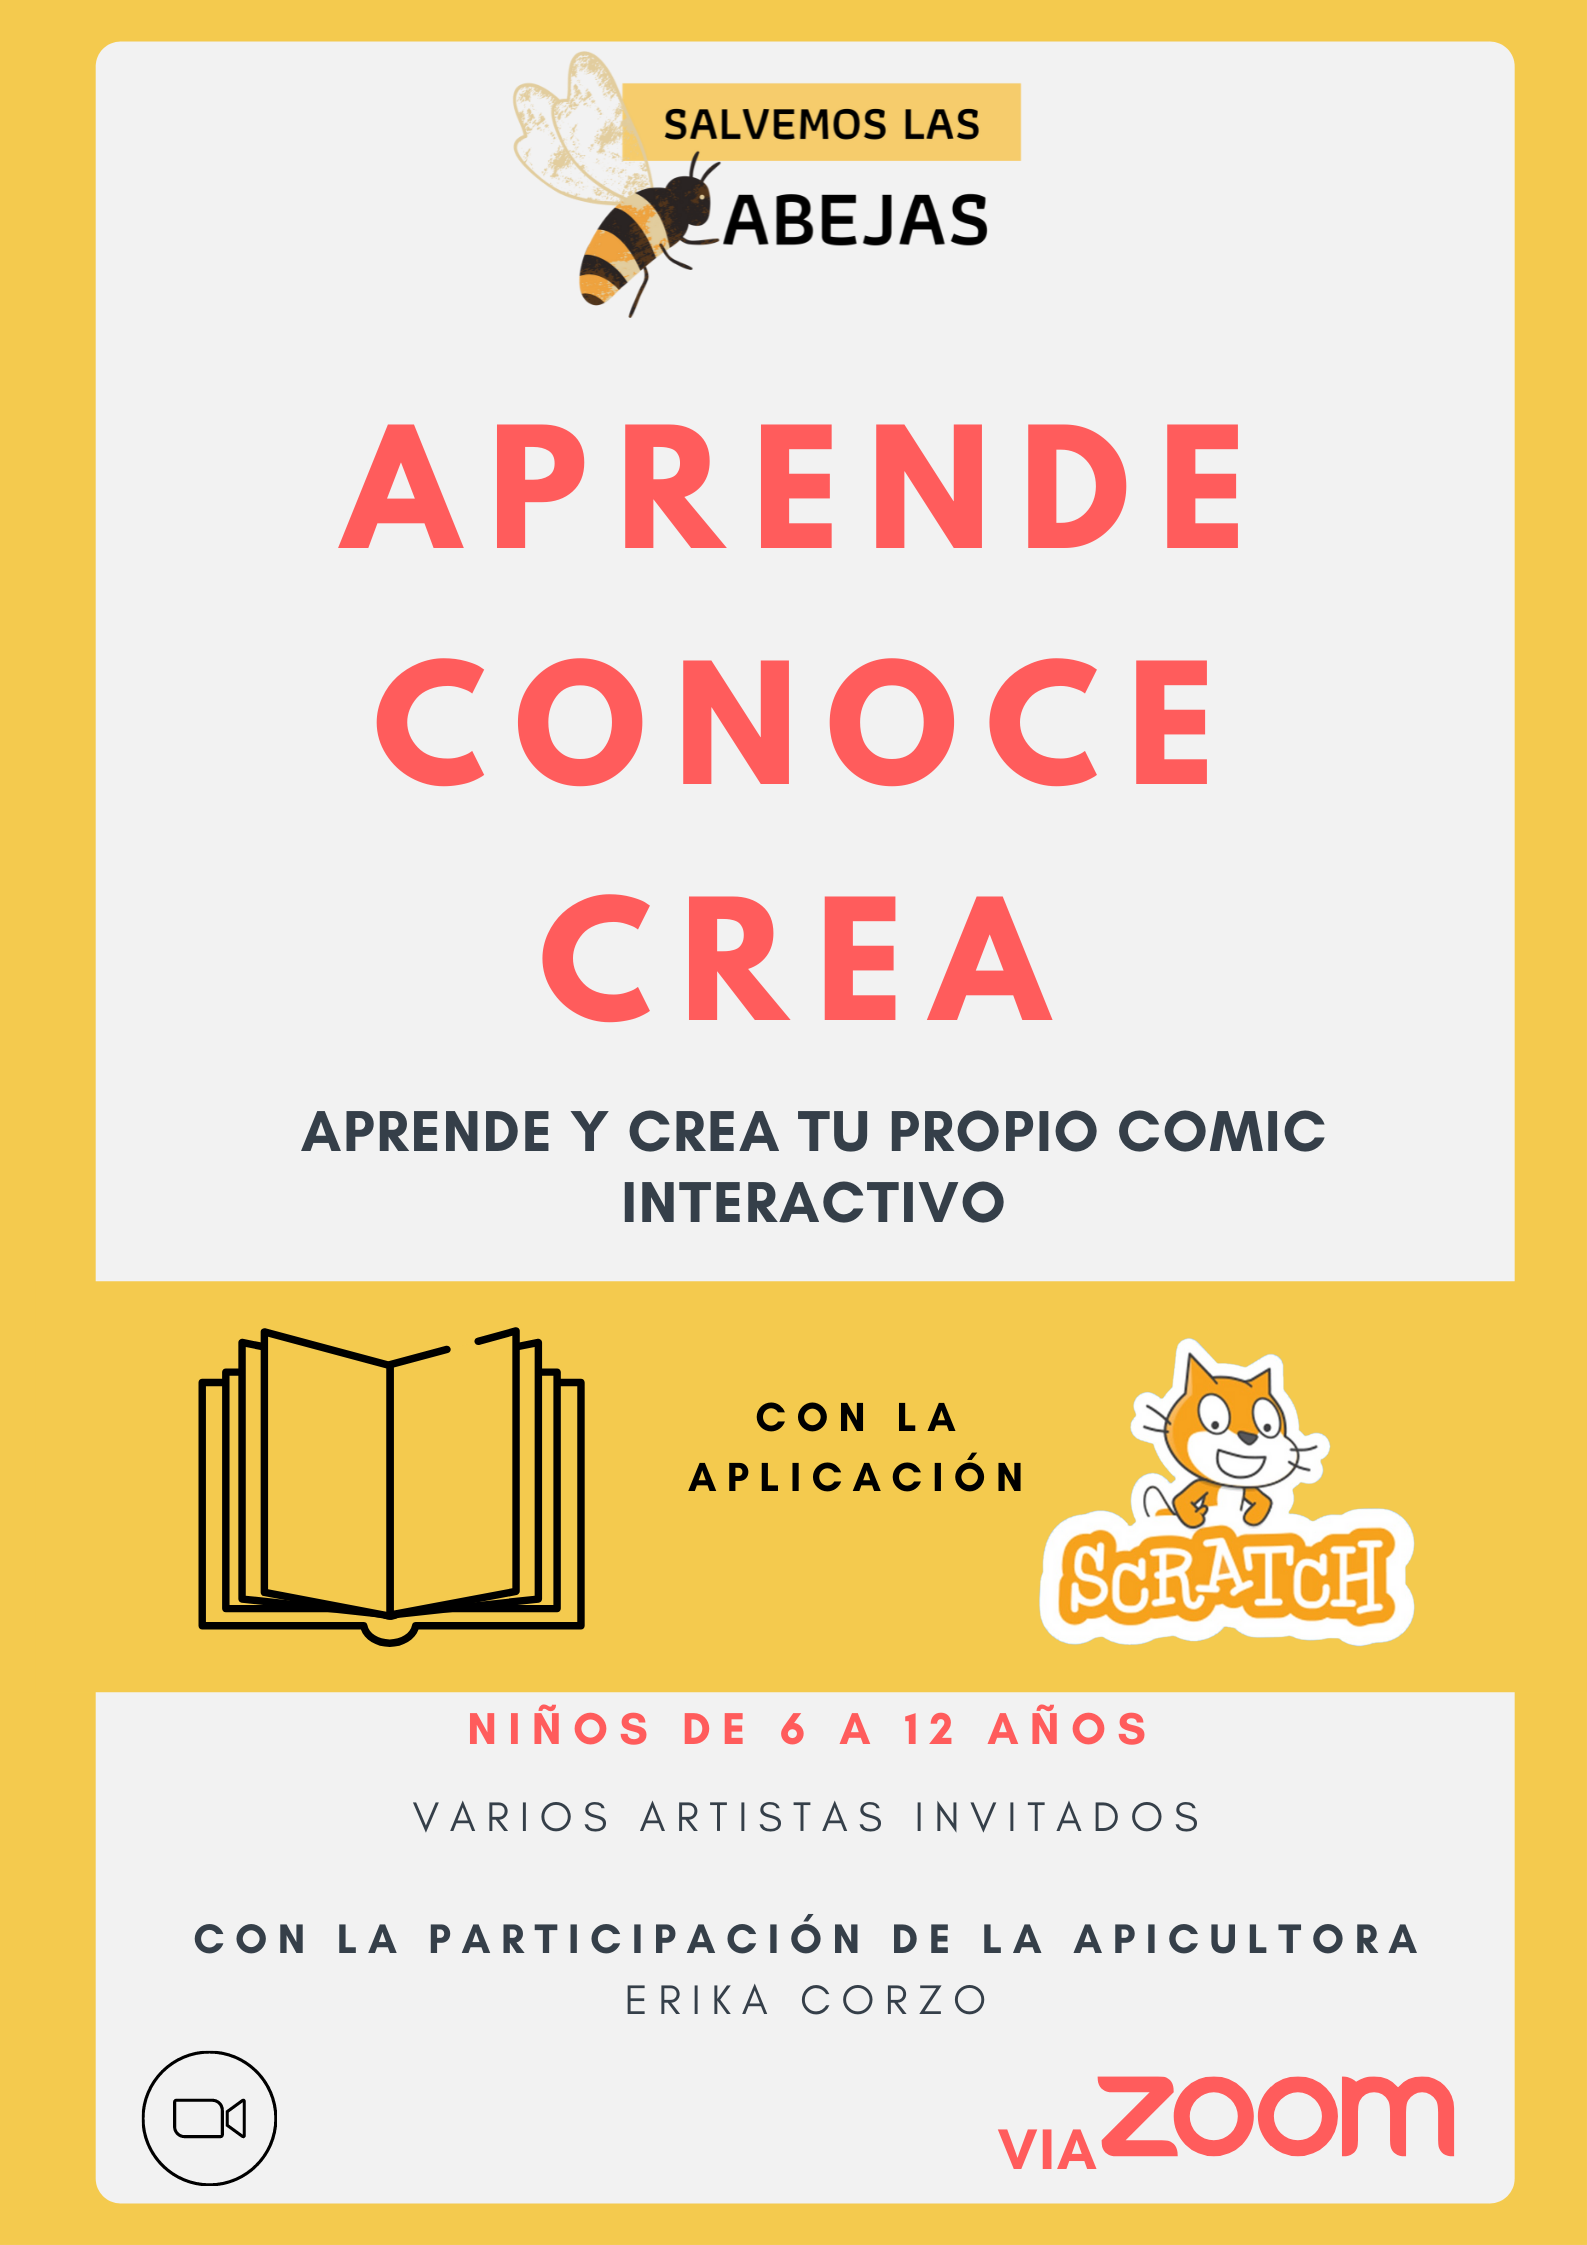 SALVEMOS LAS
ABEJAS
APRENDE
CONOCE
CREA
APRENDE Y CREA TU PROPIO COMIC
INTERACTIVO
CON LA
APLICACIÓN
SCRATCH
NIÑOS DE 6 A 12 AÑOS
VARIOS ARTISTAS INVITADOS
CON LA PARTICIPACIÓN DE LA APICULTORA
ERIKA CORZO
VIA zoom